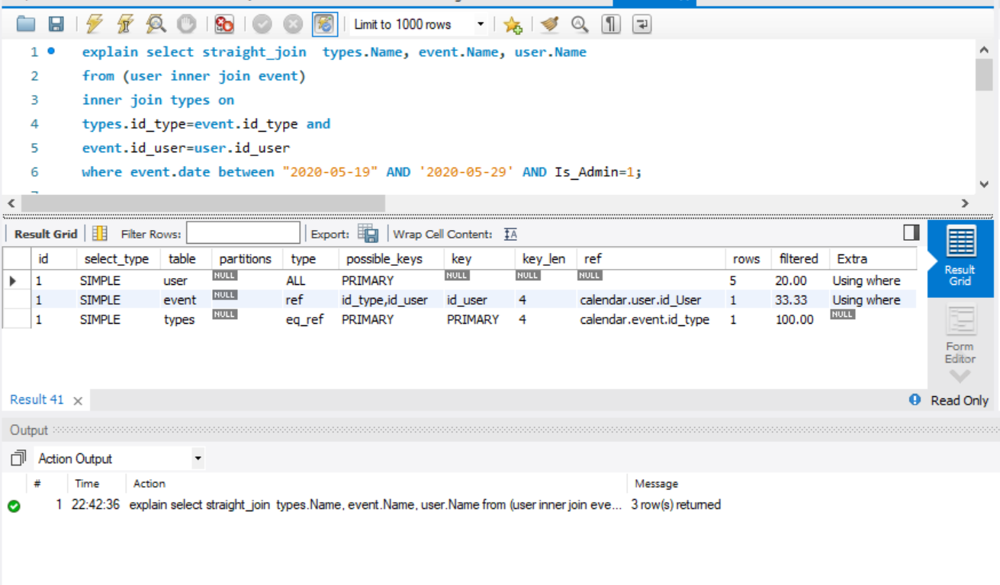 Limit to 1000 rows
1 explain select straight_join types.Name, event.Name, user.Name
2 from (user inner join event)
3 inner join types on
4 types.id_type=event.id_type and
5 event.id_user=user.id_user
6 where event.date between "2020-05-19" AND '2020-05-29' AND Is_Admin=1;
Result Grid Filter Rows: Export: Wrap Cell Content: IA
id select_type table partitions type possible_keys key key_len ref rows filtered Extra
1 SIMPLE user NULL ALL PRIMARY NULL NULL NULL 5 20.00 Using where
1 SIMPLE event NULL ref id_type,id_user id_user 4 calendar.user.id_User 1 33.33 Using where
1 SIMPLE types NULL eq_ref PRIMARY PRIMARY 4 calendar.event.id_type 1 100.00 NULL
Result
Grid
Form
Editor
Result 41 Read Only
Output
Action Output
# Time Action Message
1 22:42:36 explain select straight_join types.Name, event.Name, user.Name from (user inner join eve... 3 row(s) returned